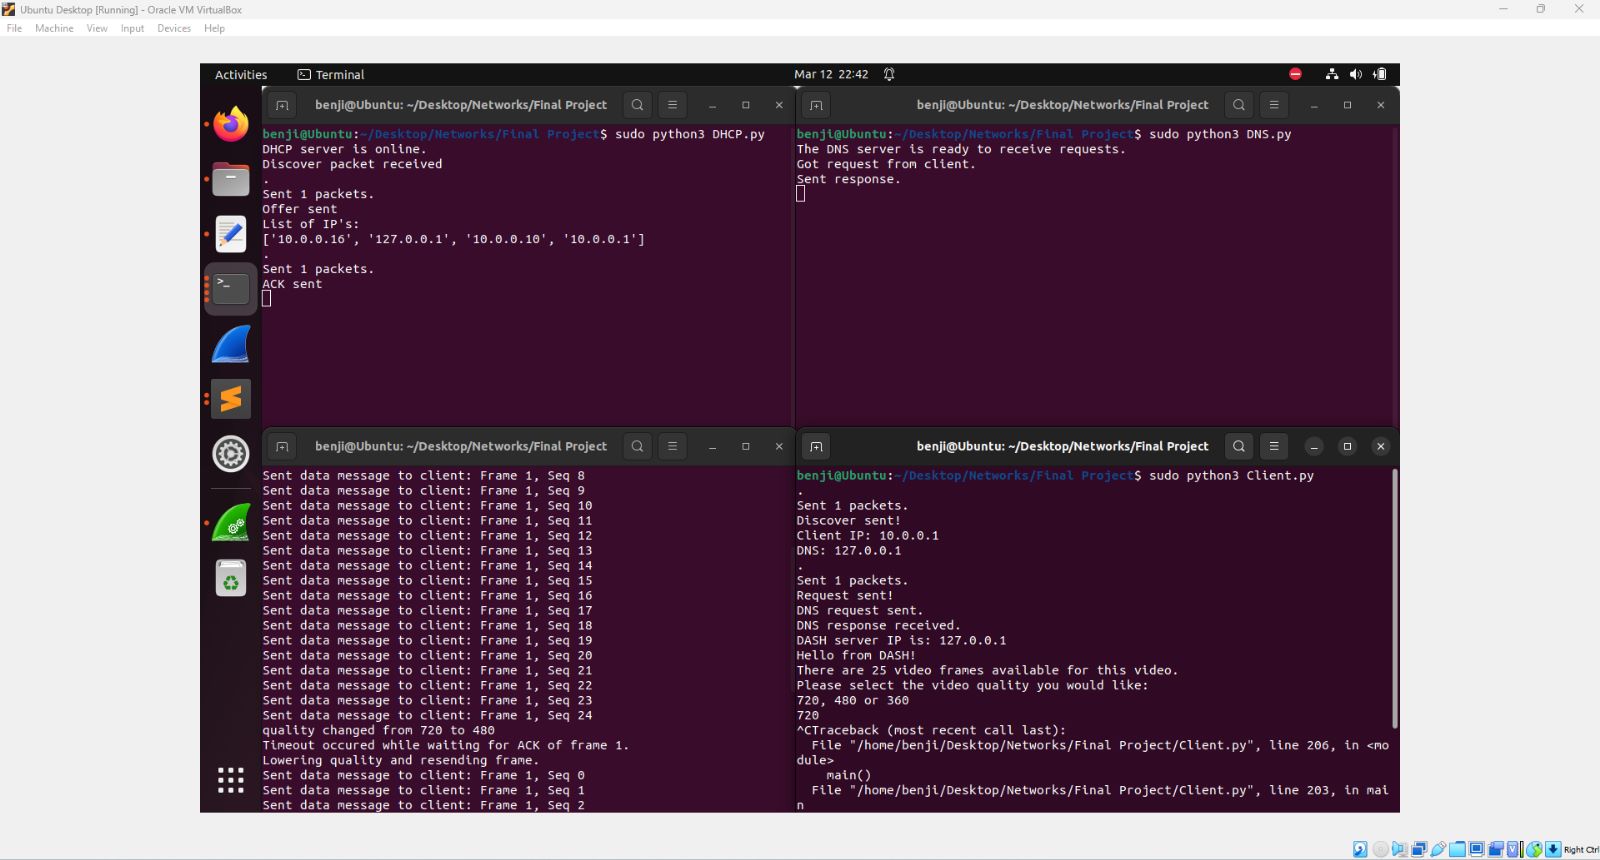 Ubuntu Desktop [Running] - Oracle VM VirtualBox
File Machine View Input Devices Help
Activities Terminal Mar 12 22:42
benji@Ubuntu: ~/Desktop/Networks/Final Project
benji@Ubuntu:~/Desktop/Networks/Final Project$ sudo python3 DHCP.py
DHCP server is online.
Discover packet received
.
Sent 1 packets.
Offer sent
List of IP's:
['10.0.0.16', '127.0.0.1', '10.0.0.10', '10.0.0.1']
.
Sent 1 packets.
ACK sent
benji@Ubuntu: ~/Desktop/Networks/Final Project
benji@Ubuntu:~/Desktop/Networks/Final Project$ sudo python3 DNS.py
The DNS server is ready to receive requests.
Got request from client.
Sent response.
benji@Ubuntu: ~/Desktop/Networks/Final Project
Sent data message to client: Frame 1, Seq 8
Sent data message to client: Frame 1, Seq 9
Sent data message to client: Frame 1, Seq 10
Sent data message to client: Frame 1, Seq 11
Sent data message to client: Frame 1, Seq 12
Sent data message to client: Frame 1, Seq 13
Sent data message to client: Frame 1, Seq 14
Sent data message to client: Frame 1, Seq 15
Sent data message to client: Frame 1, Seq 16
Sent data message to client: Frame 1, Seq 17
Sent data message to client: Frame 1, Seq 18
Sent data message to client: Frame 1, Seq 19
Sent data message to client: Frame 1, Seq 20
Sent data message to client: Frame 1, Seq 21
Sent data message to client: Frame 1, Seq 22
Sent data message to client: Frame 1, Seq 23
Sent data message to client: Frame 1, Seq 24
quality changed from 720 to 480
Timeout occured while waiting for ACK of frame 1.
Lowering quality and resending frame.
Sent data message to client: Frame 1, Seq 0
Sent data message to client: Frame 1, Seq 1
Sent data message to client: Frame 1, Seq 2
benji@Ubuntu: ~/Desktop/Networks/Final Project
benji@Ubuntu:~/Desktop/Networks/Final Project$ sudo python3 Client.py
.
Sent 1 packets.
Discover sent!
Client IP: 10.0.0.1
DNS: 127.0.0.1
.
Sent 1 packets.
Request sent!
DNS request sent.
DNS response received.
DASH server IP is: 127.0.0.1
Hello from DASH!
There are 25 video frames available for this video.
Please select the video quality you would like:
720, 480 or 360
720
^CTraceback (most recent call last):
File "/home/benji/Desktop/Networks/Final Project/Client.py", line 206, in <mo
dule>
main()
File "/home/benji/Desktop/Networks/Final Project/Client.py", line 203, in mai
n
Right Ctrl